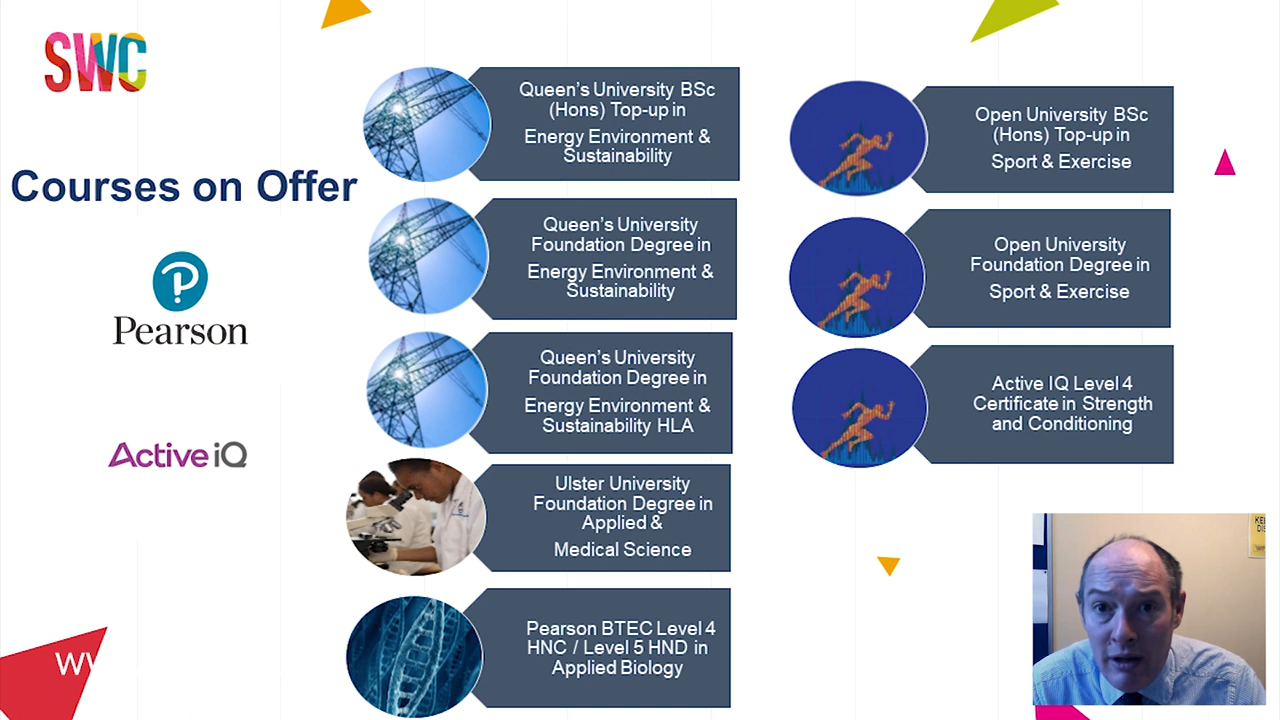 SWC
Courses on Offer
Pearson
Active iQ
Queen's University BSc
(Hons) Top-up in
Energy Environment &
Sustainability
Queen's University
Foundation Degree in
Energy Environment &
Sustainability
Queen's University
Foundation Degree in
Energy Environment &
Sustainability HLA
Ulster University
Foundation Degree in
Applied &
Medical Science
Pearson BTEC Level 4
HNC / Level 5 HND in
Applied Biology
Open University BSc
(Hons) Top-up in
Sport & Exercise
Open University
Foundation Degree in
Sport & Exercise
Active IQ Level 4
Certificate in Strength
and Conditioning